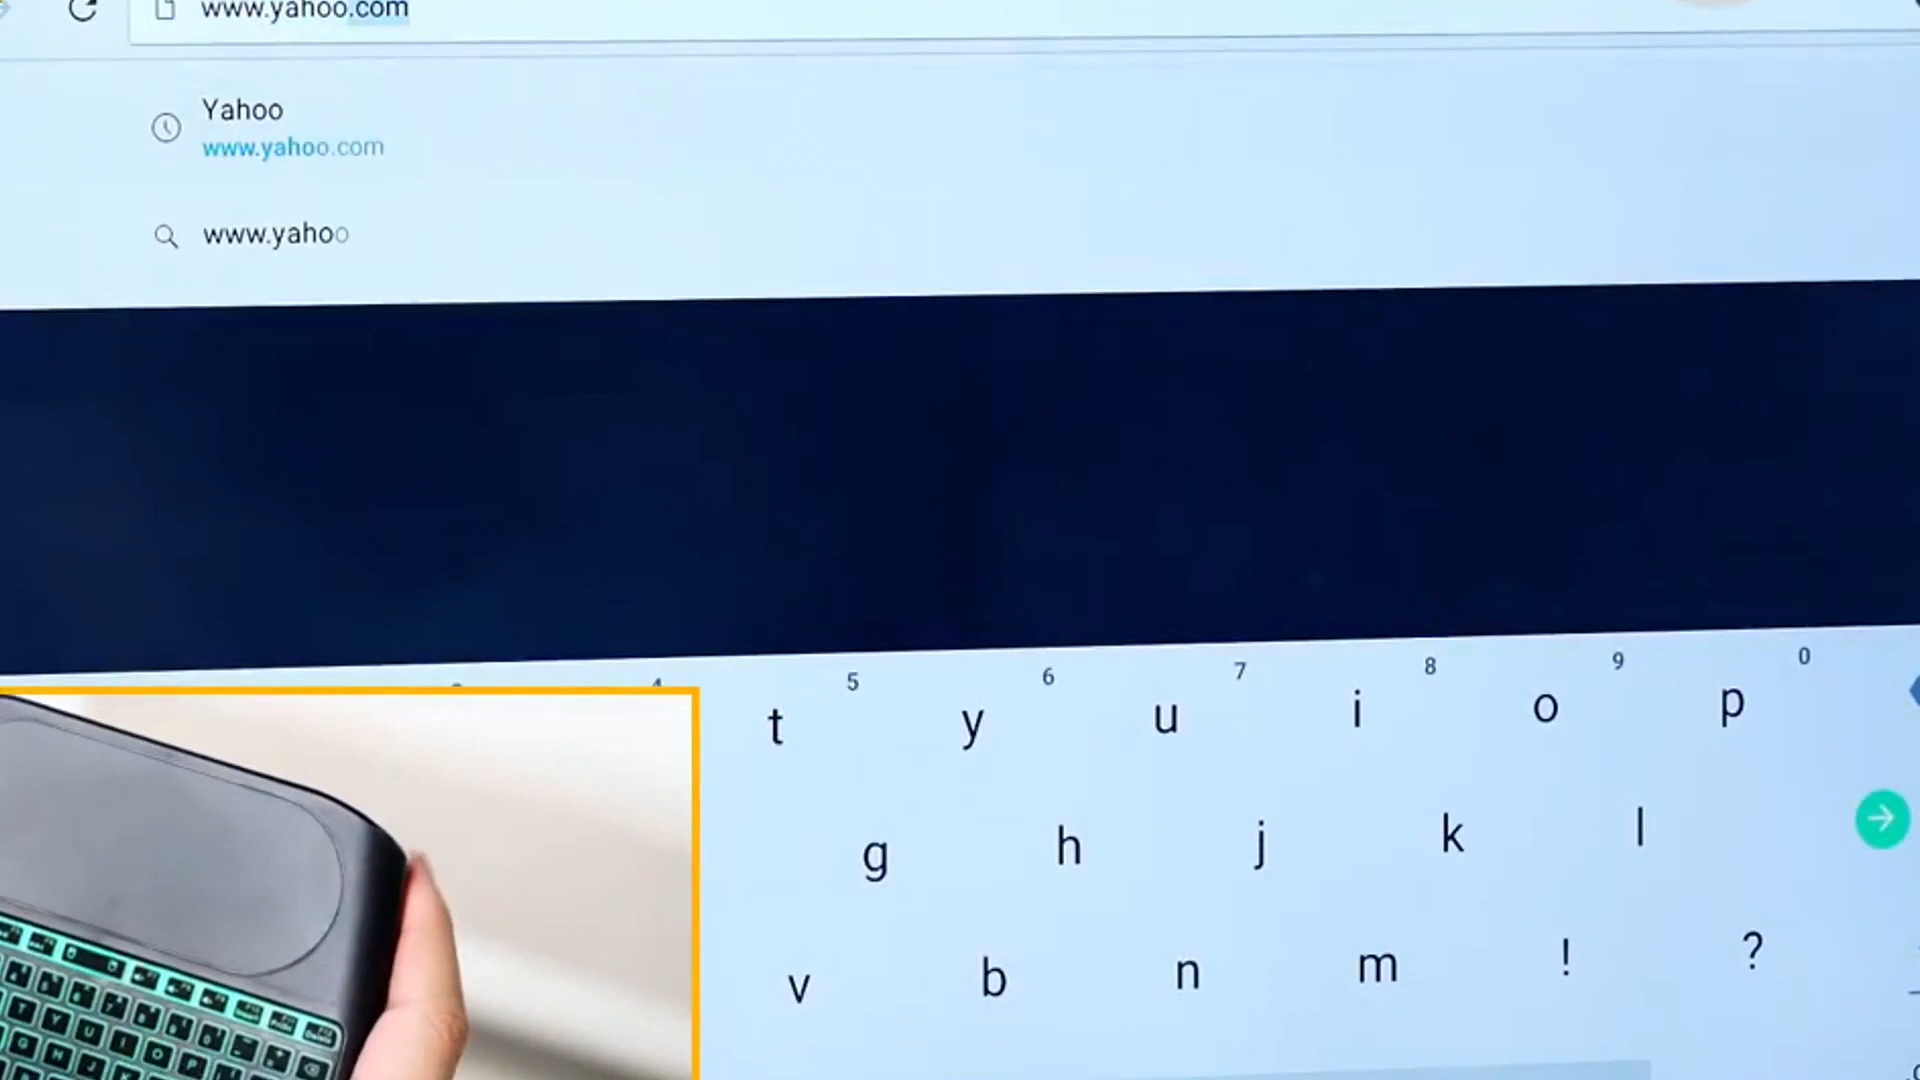 www.yahoo.com
Yahoo
www.yahoo.com
www.yahoo
5 6 7 8 9 0
t y u i o p
g h j k l
v b n m ! ?
T Y U I O P
G H J K L